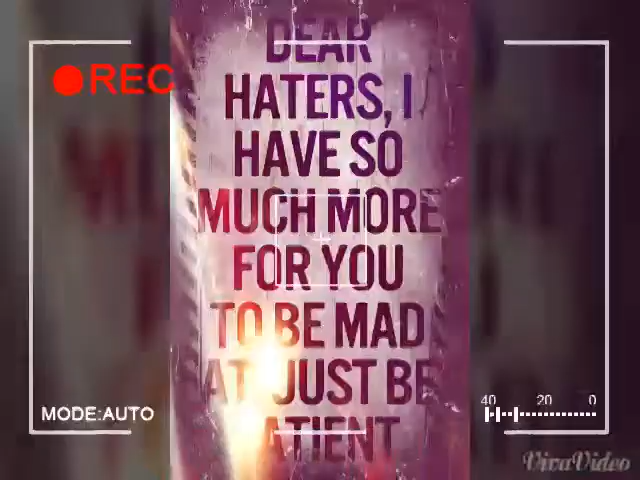 REC
DEAR
HATERS, I
HAVE SO
MUCH MORE
FOR YOU
TO BE MAD
AT JUST BE
ATIENT
MODE:AUTO
40 20 0
VivaVideo